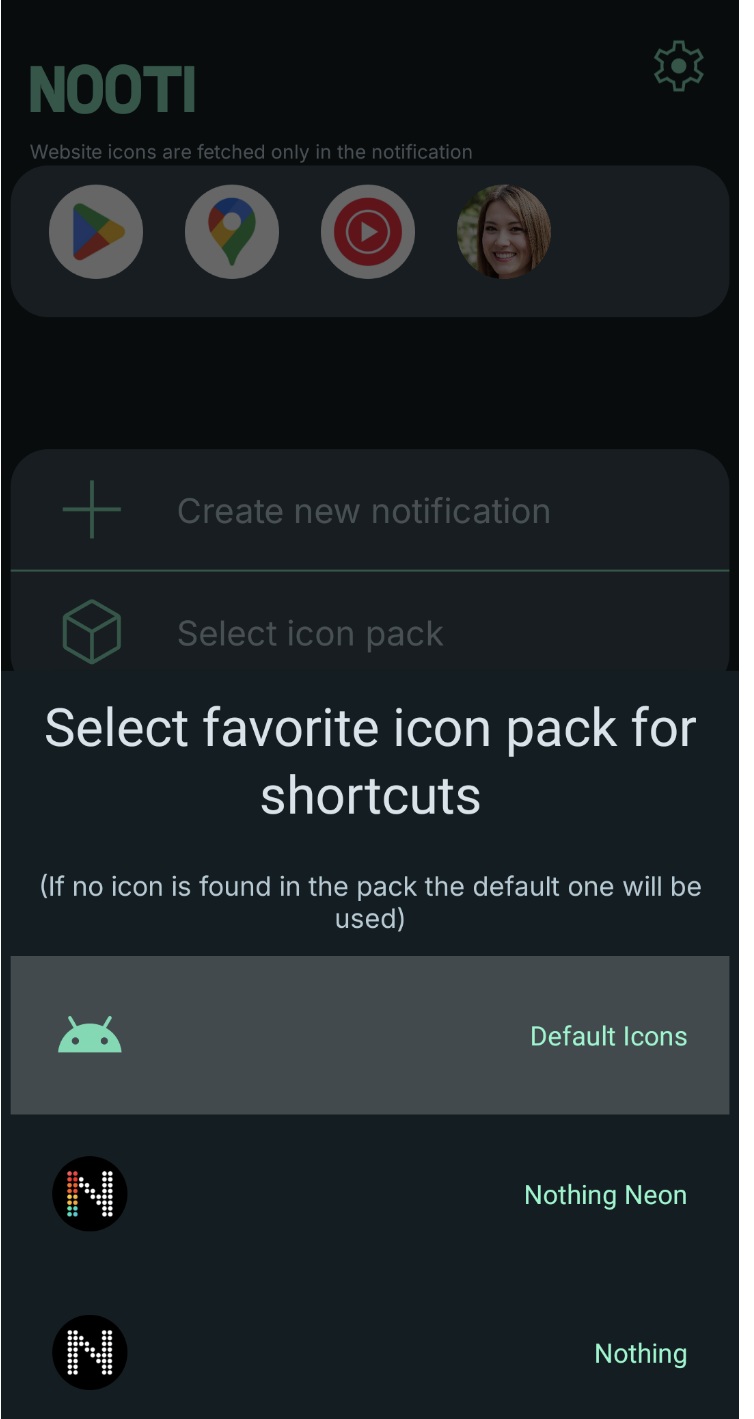 NOOTI
Website icons are fetched only in the notification
Create new notification
Select icon pack
Select favorite icon pack for
shortcuts
(If no icon is found in the pack the default one will be
used)
Default Icons
N
Nothing Neon
N
Nothing